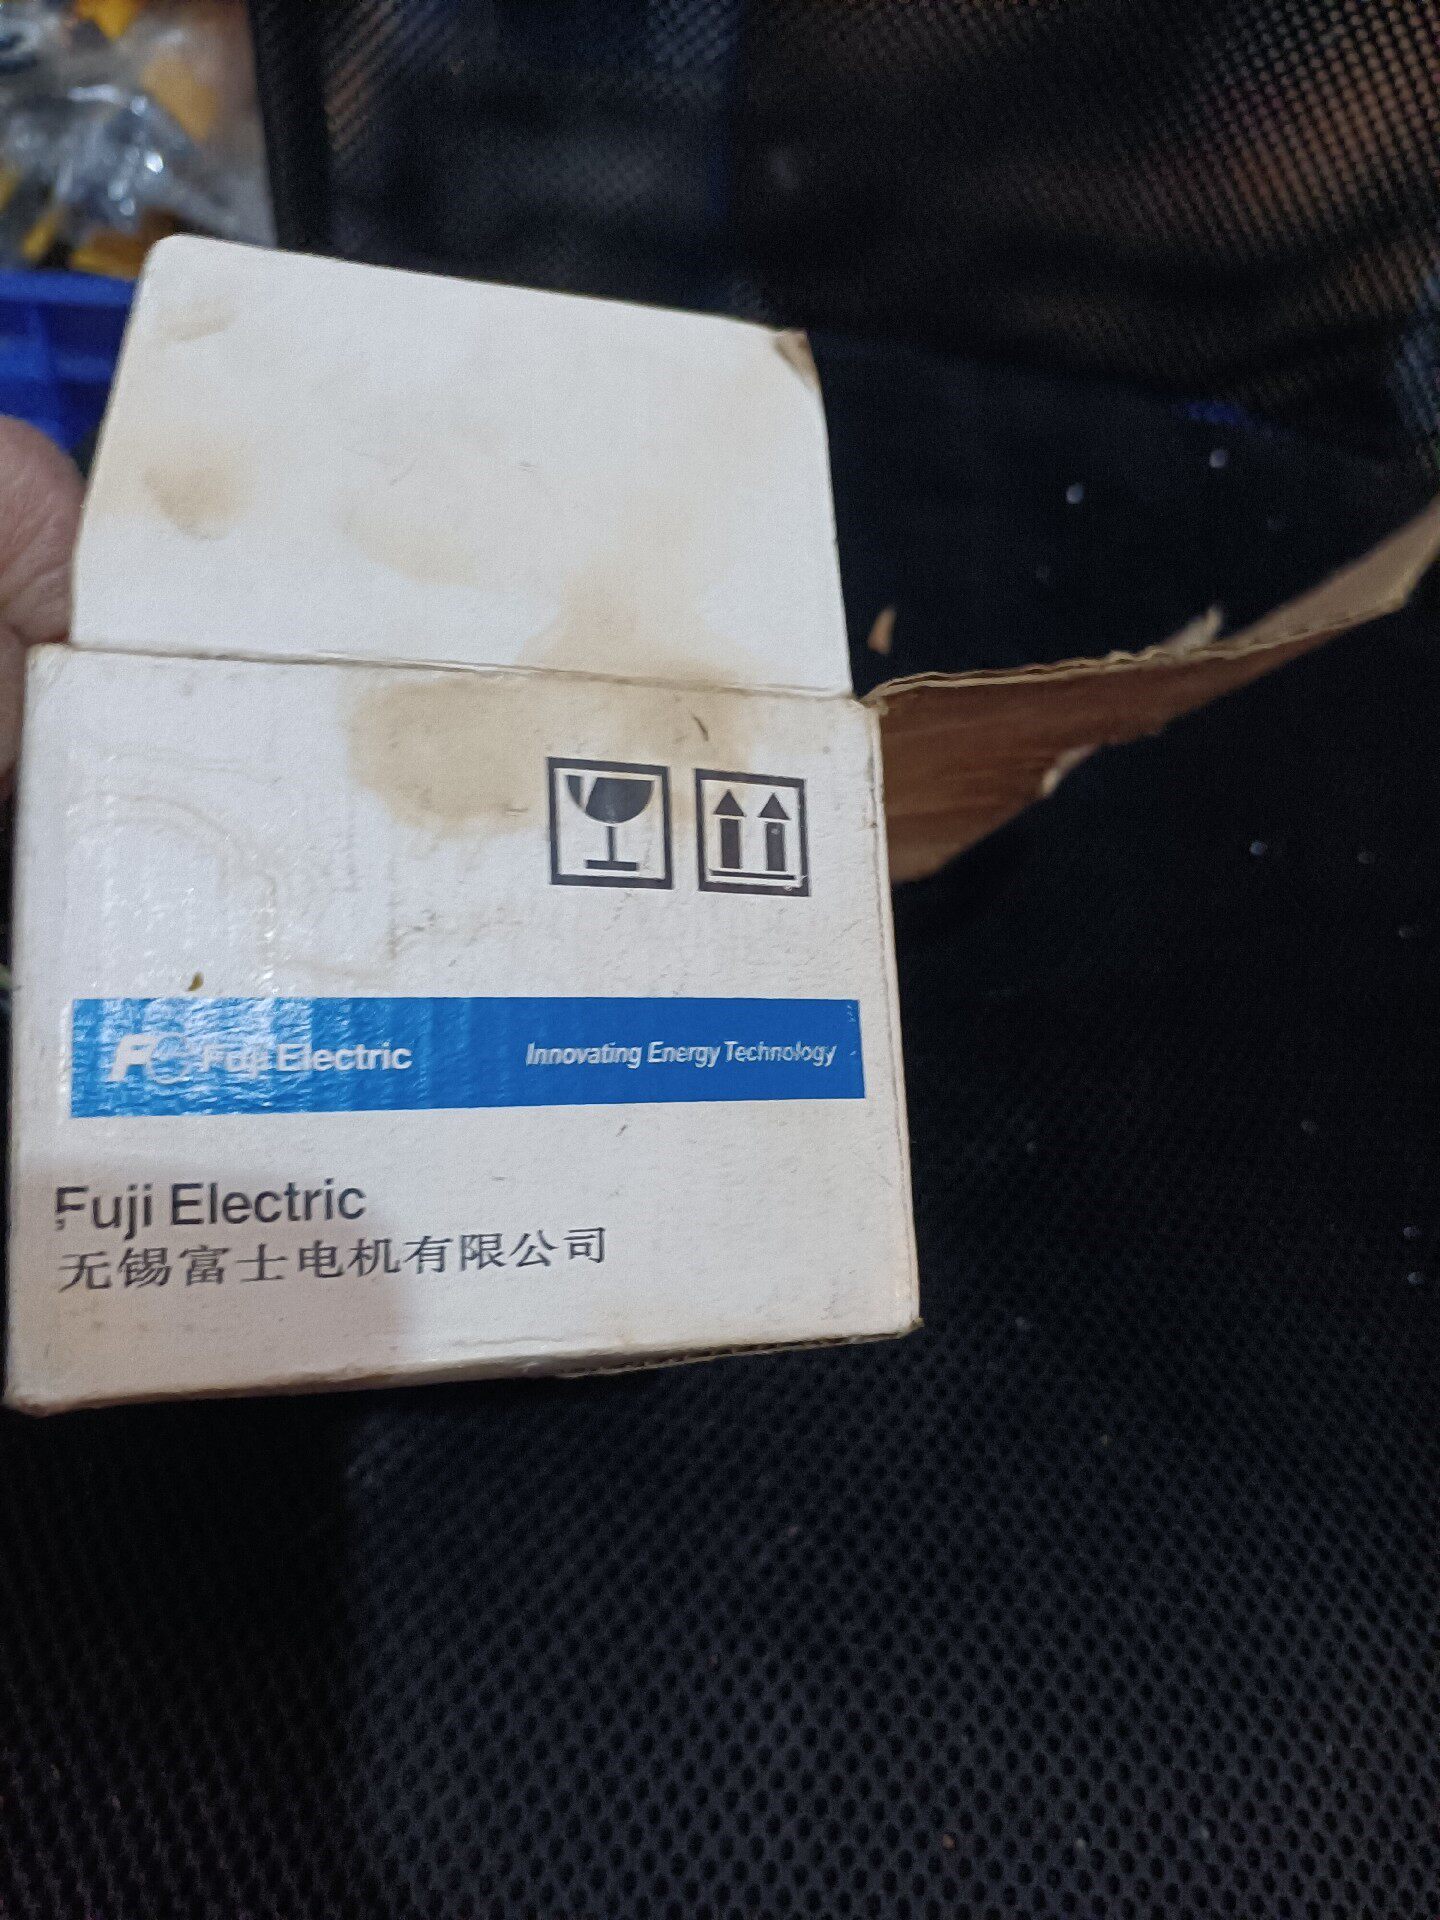 Fuji Electric Innovating Energy Technology
Fuji Electric
无锡富士电机有限公司